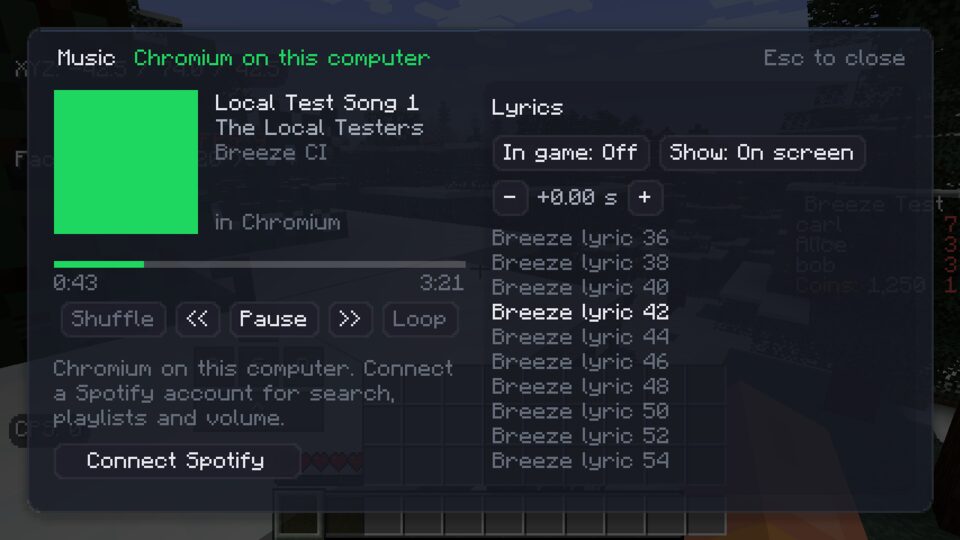 Music Chromium on this computer
Esc to close
Local Test Song 1
The Local Testers
Breeze CI
in Chromium
0:43
3:21
Shuffle
<<
Pause
>>
Loop
Chromium on this computer. Connect
a Spotify account for search,
playlists and volume.
Connect Spotify
Lyrics
In game: Off
Show: On screen
- +0.00 s +
Breeze lyric 36
Breeze lyric 38
Breeze lyric 40
Breeze lyric 42
Breeze lyric 44
Breeze lyric 46
Breeze lyric 48
Breeze lyric 50
Breeze lyric 52
Breeze lyric 54
Breeze Test
carl 7
Alice 3
bob 3
Coins: 1,250 1